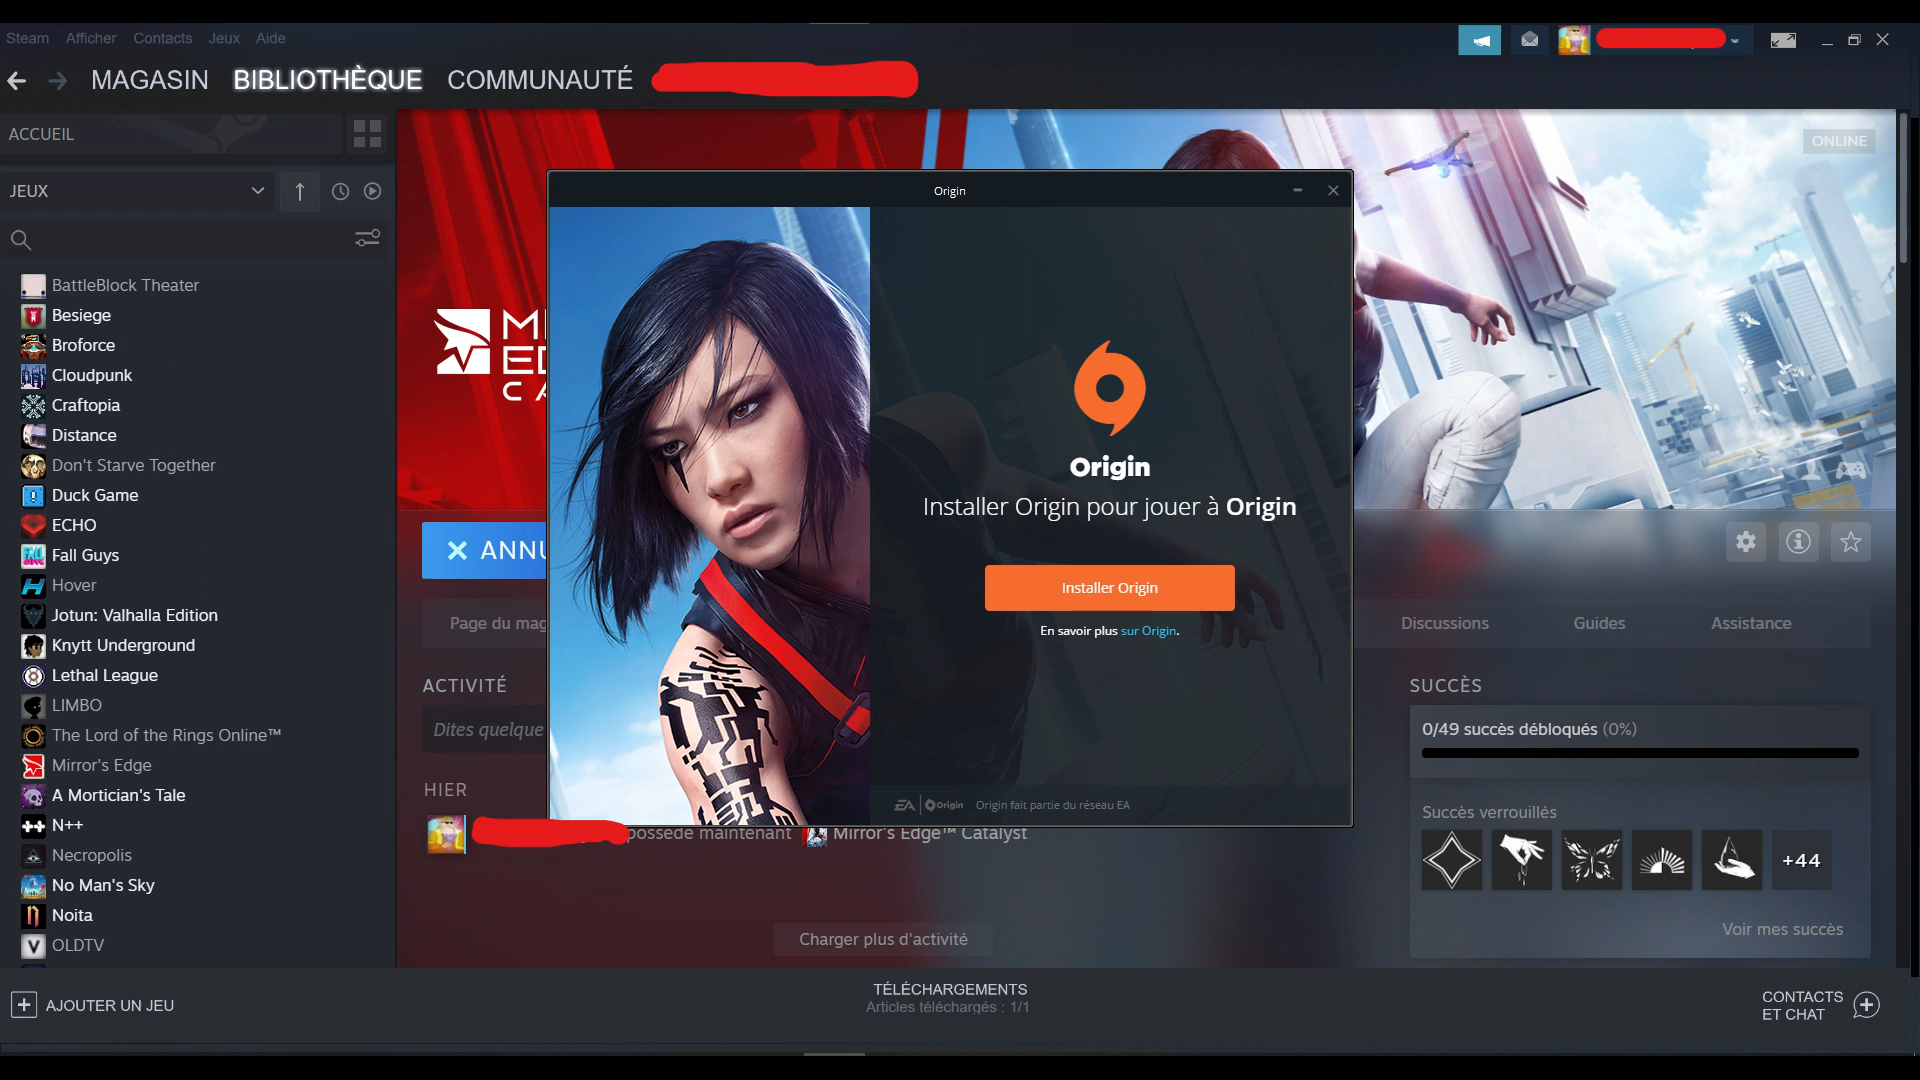 Steam Afficher Contacts Jeux Aide
MAGASIN BIBLIOTHÈQUE COMMUNAUTÉ
ACCUEIL
JEUX
BattleBlock Theater
Besiege
Broforce
Cloudpunk
Craftopia
Distance
Don't Starve Together
Duck Game
ECHO
Fall Guys
Hover
Jotun: Valhalla Edition
Knytt Underground
Lethal League
LIMBO
The Lord of the Rings Online™
Mirror's Edge
A Mortician's Tale
N++
Necropolis
No Man's Sky
Noita
OLDTV
AJOUTER UN JEU
ONLINE
Origin
Origin
Installer Origin pour jouer à Origin
Installer Origin
En savoir plus sur Origin.
EA Origin Origin fait partie du réseau EA
MI
ED
CA
ANNU
Page du mag
Discussions Guides Assistance
ACTIVITÉ
Dites quelque
HIER
possède maintenant Mirror's Edge™ Catalyst
Charger plus d'activité
SUCCÈS
0/49 succès débloqués (0%)
Succès verrouillés
+44
Voir mes succès
TÉLÉCHARGEMENTS
Articles téléchargés : 1/1
CONTACTS
ET CHAT